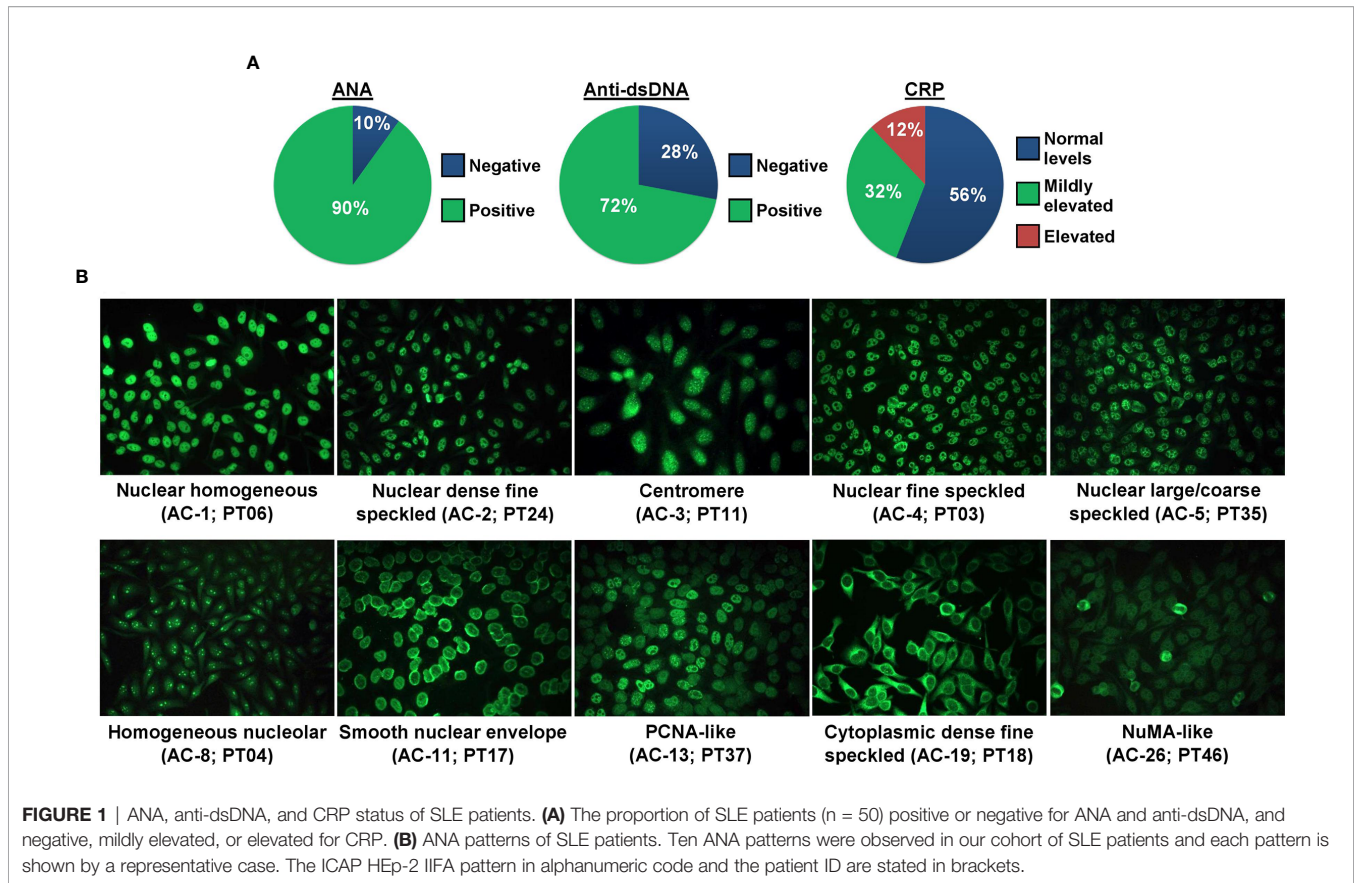 A
ANA
10%
90%
Negative
Positive
Anti-dsDNA
28%
72%
Negative
Positive
CRP
12%
32%
56%
Normal
levels
Mildly
elevated
Elevated
B
Nuclear homogeneous
(AC-1; PT06)
Nuclear dense fine
speckled (AC-2; PT24)
Centromere
(AC-3; PT11)
Nuclear fine speckled
(AC-4; PT03)
Nuclear large/coarse
speckled (AC-5; PT35)
Homogeneous nucleolar
(AC-8; PT04)
Smooth nuclear envelope
(AC-11; PT17)
PCNA-like
(AC-13; PT37)
Cytoplasmic dense fine
speckled (AC-19; PT18)
NuMA-like
(AC-26; PT46)
FIGURE 1 | ANA, anti-dsDNA, and CRP status of SLE patients. (A) The proportion of SLE patients (n = 50) positive or negative for ANA and anti-dsDNA, and
negative, mildly elevated, or elevated for CRP. (B) ANA patterns of SLE patients. Ten ANA patterns were observed in our cohort of SLE patients and each pattern is
shown by a representative case. The ICAP HEp-2 IIFA pattern in alphanumeric code and the patient ID are stated in brackets.